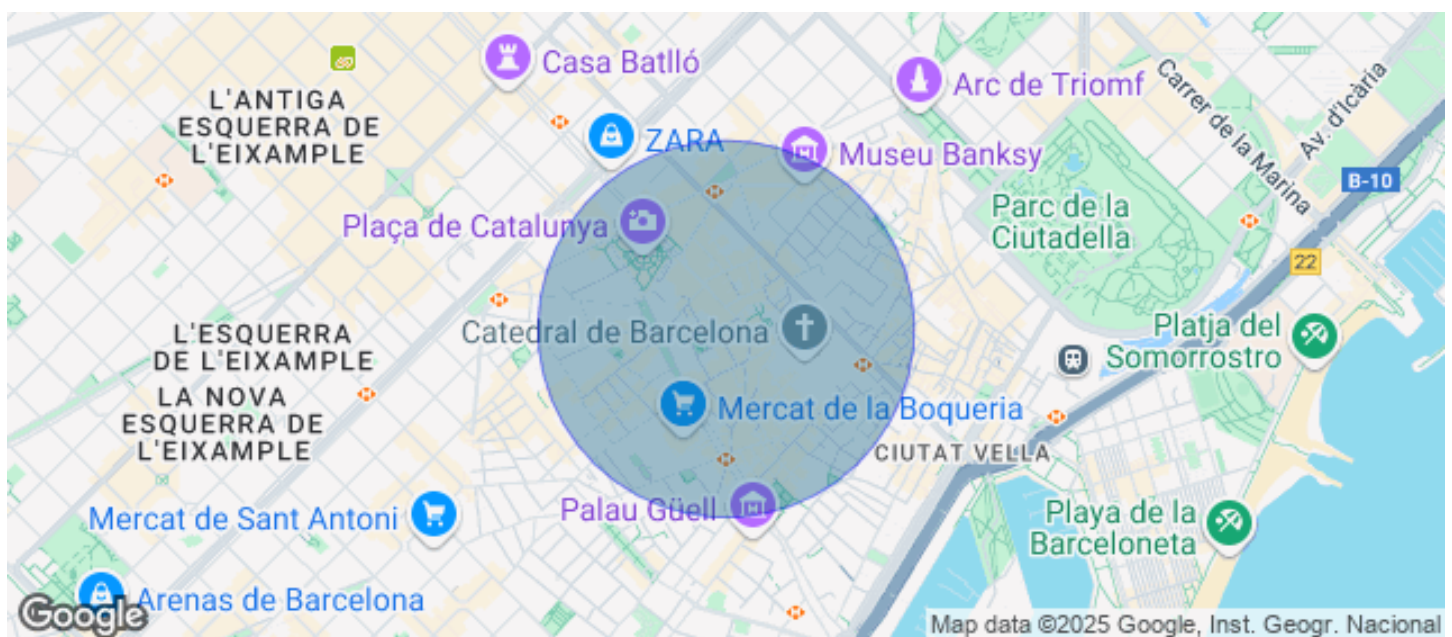 Casa Batlló
Arc de Triomf
L'ANTIGA
ESQUERRA DE
L'EIXAMPLE
ZARA
Museu Banksy
Carrer de la Marina
Av. d'Icària
B-10
Plaça de Catalunya
Parc de la
Ciutadella
22
Catedral de Barcelona
L'ESQUERRA
DE L'EIXAMPLE
Platja del
Somorrostro
LA NOVA
ESQUERRA DE
L'EIXAMPLE
Mercat de la Boqueria
CIUTAT VELLA
Mercat de Sant Antoni
Palau Güell
Playa de la
Barceloneta
Arenas de Barcelona
Google
Map data ©2025 Google, Inst. Geogr. Nacional